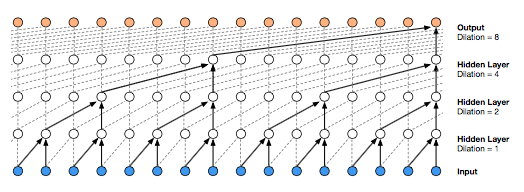 Output
Dilation = 8
Hidden Layer
Dilation = 4
Hidden Layer
Dilation = 2
Hidden Layer
Dilation = 1
Input